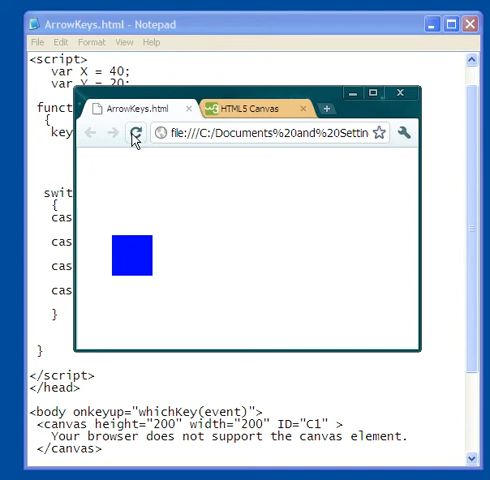 ArrowKeys.html - Notepad
File Edit Format View Help
<script>
var X = 40;
var Y = 20;
ArrowKeys.html
HTML5 Canvas
file:///C:/Documents%20and%20Settin
funct
{
key
swit
{
cas
cas
cas
cas
}
}
</script>
</head>
<body onkeyup="whichKey(event)">
<canvas height="200" width="200" ID="C1" >
Your browser does not support the canvas element.
</canvas>